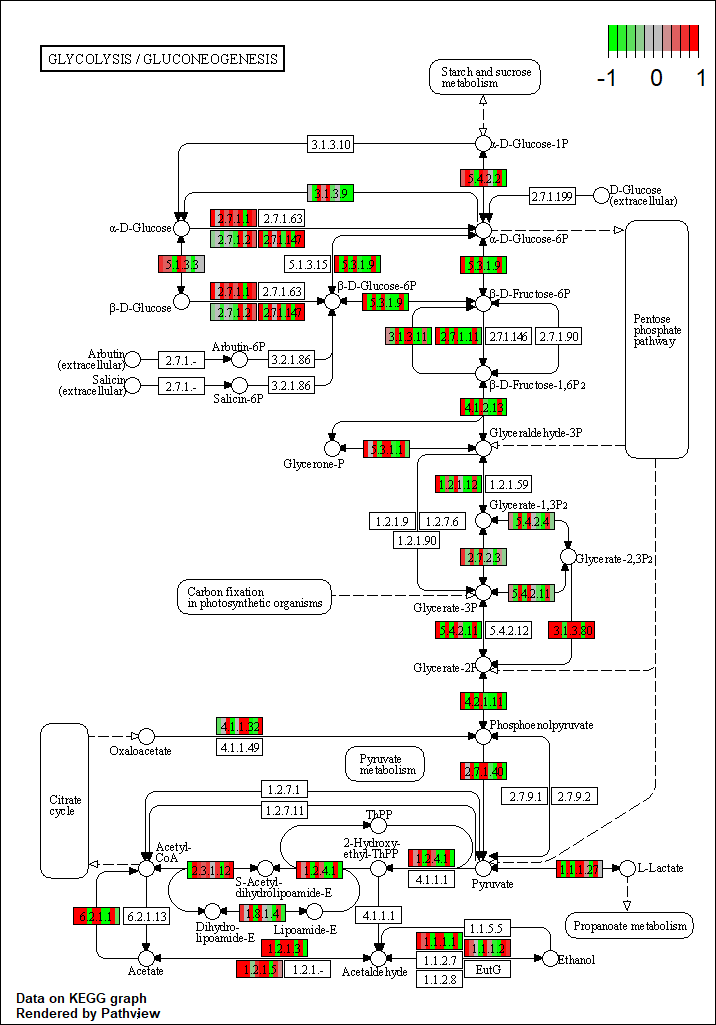 GLYCOLYSIS / GLUCONEOGENESIS
-1 0 1
Starch and sucrose
metabolism
3.1.3.10
α-D-Glucose-1P
5.4.2.2
3.1.3.9
2.7.1.199
D-Glucose
(extracellular)
2.7.1.1
2.7.1.63
α-D-Glucose
2.7.1.2
2.7.1.147
α-D-Glucose-6P
5.1.3.3
5.1.3.15
5.3.1.9
5.3.1.9
2.7.1.1
2.7.1.63
β-D-Glucose-6P
β-D-Fructose-6P
β-D-Glucose
2.7.1.2
2.7.1.147
5.3.1.9
Pentose
phosphate
pathway
3.1.3.11
2.7.1.11
2.7.1.146
2.7.1.90
Arbutin
(extracellular)
2.7.1.-
Arbutin-6P
3.2.1.86
Salicin
(extracellular)
2.7.1.-
Salicin-6P
3.2.1.86
β-D-Fructose-1,6P2
4.1.2.13
Glyceraldehyde-3P
Glycerone-P
5.3.1.1
1.2.1.12
1.2.1.59
Glycerate-1,3P2
1.2.1.9
1.2.7.6
5.4.2.4
1.2.1.90
2.7.2.3
Glycerate-2,3P2
Carbon fixation
in photosynthetic organisms
5.4.2.11
Glycerate-3P
5.4.2.11
5.4.2.12
3.1.3.80
Glycerate-2P
4.2.1.11
4.1.1.32
Phosphoenolpyruvate
Oxaloacetate
4.1.1.49
Pyruvate
metabolism
2.7.1.40
Citrate
cycle
1.2.7.1
2.7.9.1
2.7.9.2
1.2.7.11
ThPP
Acetyl-
CoA
2-Hydroxy-
ethyl-ThPP
1.2.4.1
2.3.1.12
1.2.4.1
4.1.1.1
Pyruvate
1.1.1.27
L-Lactate
S-Acetyl-
dihydrolipoamide-E
6.2.1.1
6.2.1.13
Dihydro-
lipoamide-E
1.8.1.4
Lipoamide-E
4.1.1.1
Propanoate metabolism
1.1.5.5
1.2.1.3
1.1.1.1
1.1.1.2
Acetate
1.2.1.5
1.2.1.-
Acetaldehyde
1.1.2.7
EutG
Ethanol
1.1.2.8
Data on KEGG graph
Rendered by Pathview